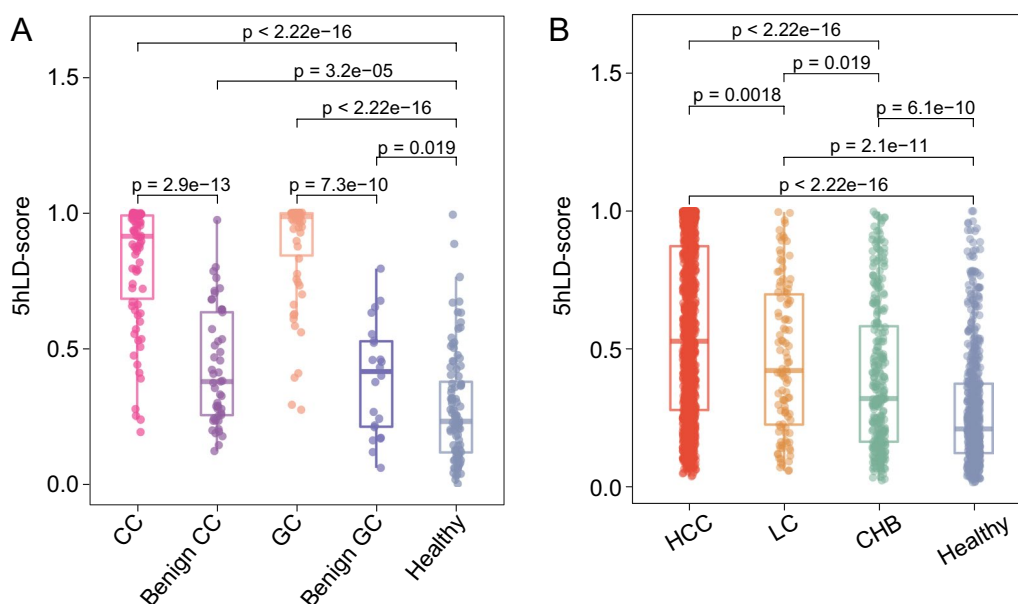 A
p < 2.22e−16
p = 3.2e−05
p < 2.22e−16
p = 0.019
p = 2.9e−13
p = 7.3e−10
5hLD-score
1.5
1.0
0.5
0.0
CC
Benign CC
GC
Benign GC
Healthy
B
p < 2.22e−16
p = 0.019
p = 0.0018
p = 6.1e−10
p = 2.1e−11
p < 2.22e−16
5hLD-score
1.5
1.0
0.5
0.0
HCC
LC
CHB
Healthy